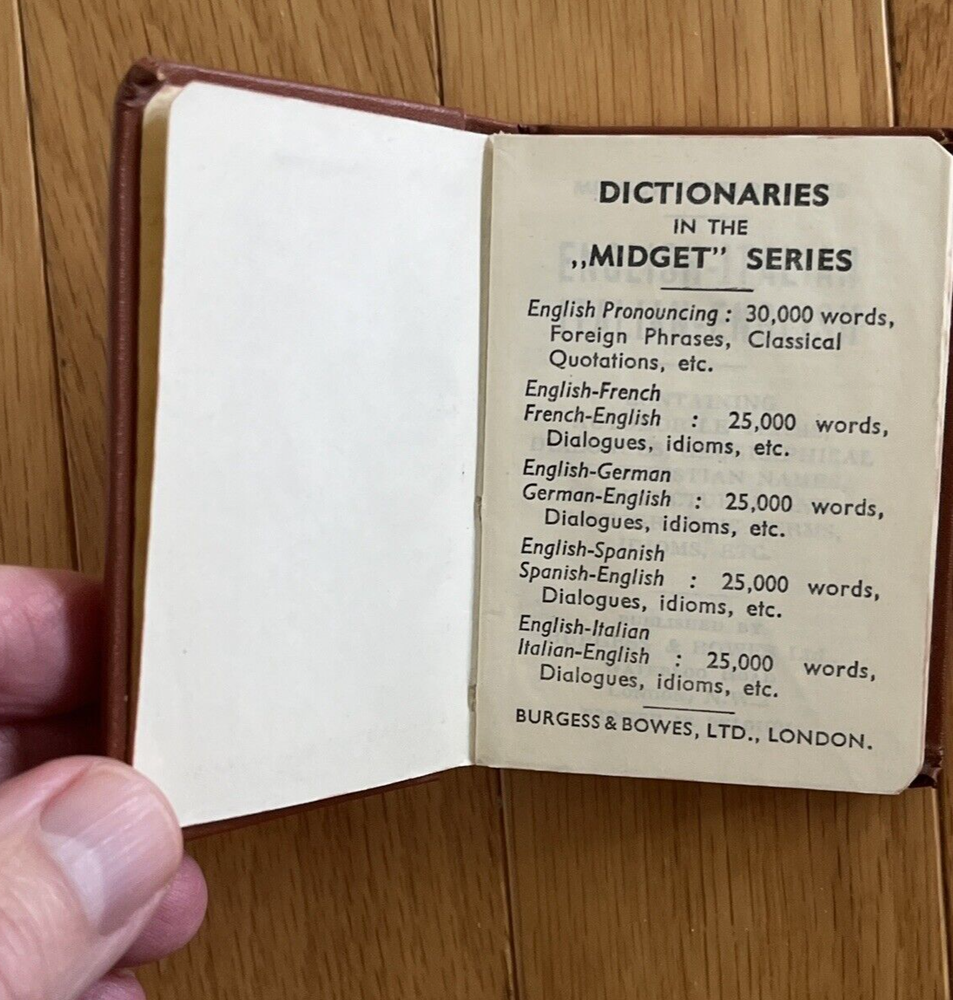 DICTIONARIES
IN THE
„MIDGET” SERIES
English Pronouncing : 30,000 words,
Foreign Phrases, Classical
Quotations, etc.
English-French
French-English : 25,000 words,
Dialogues, idioms, etc.
English-German
German-English : 25,000 words,
Dialogues, idioms, etc.
English-Spanish
Spanish-English : 25,000 words,
Dialogues, idioms, etc.
English-Italian
Italian-English : 25,000 words,
Dialogues, idioms, etc.
BURGESS & BOWES, LTD., LONDON.